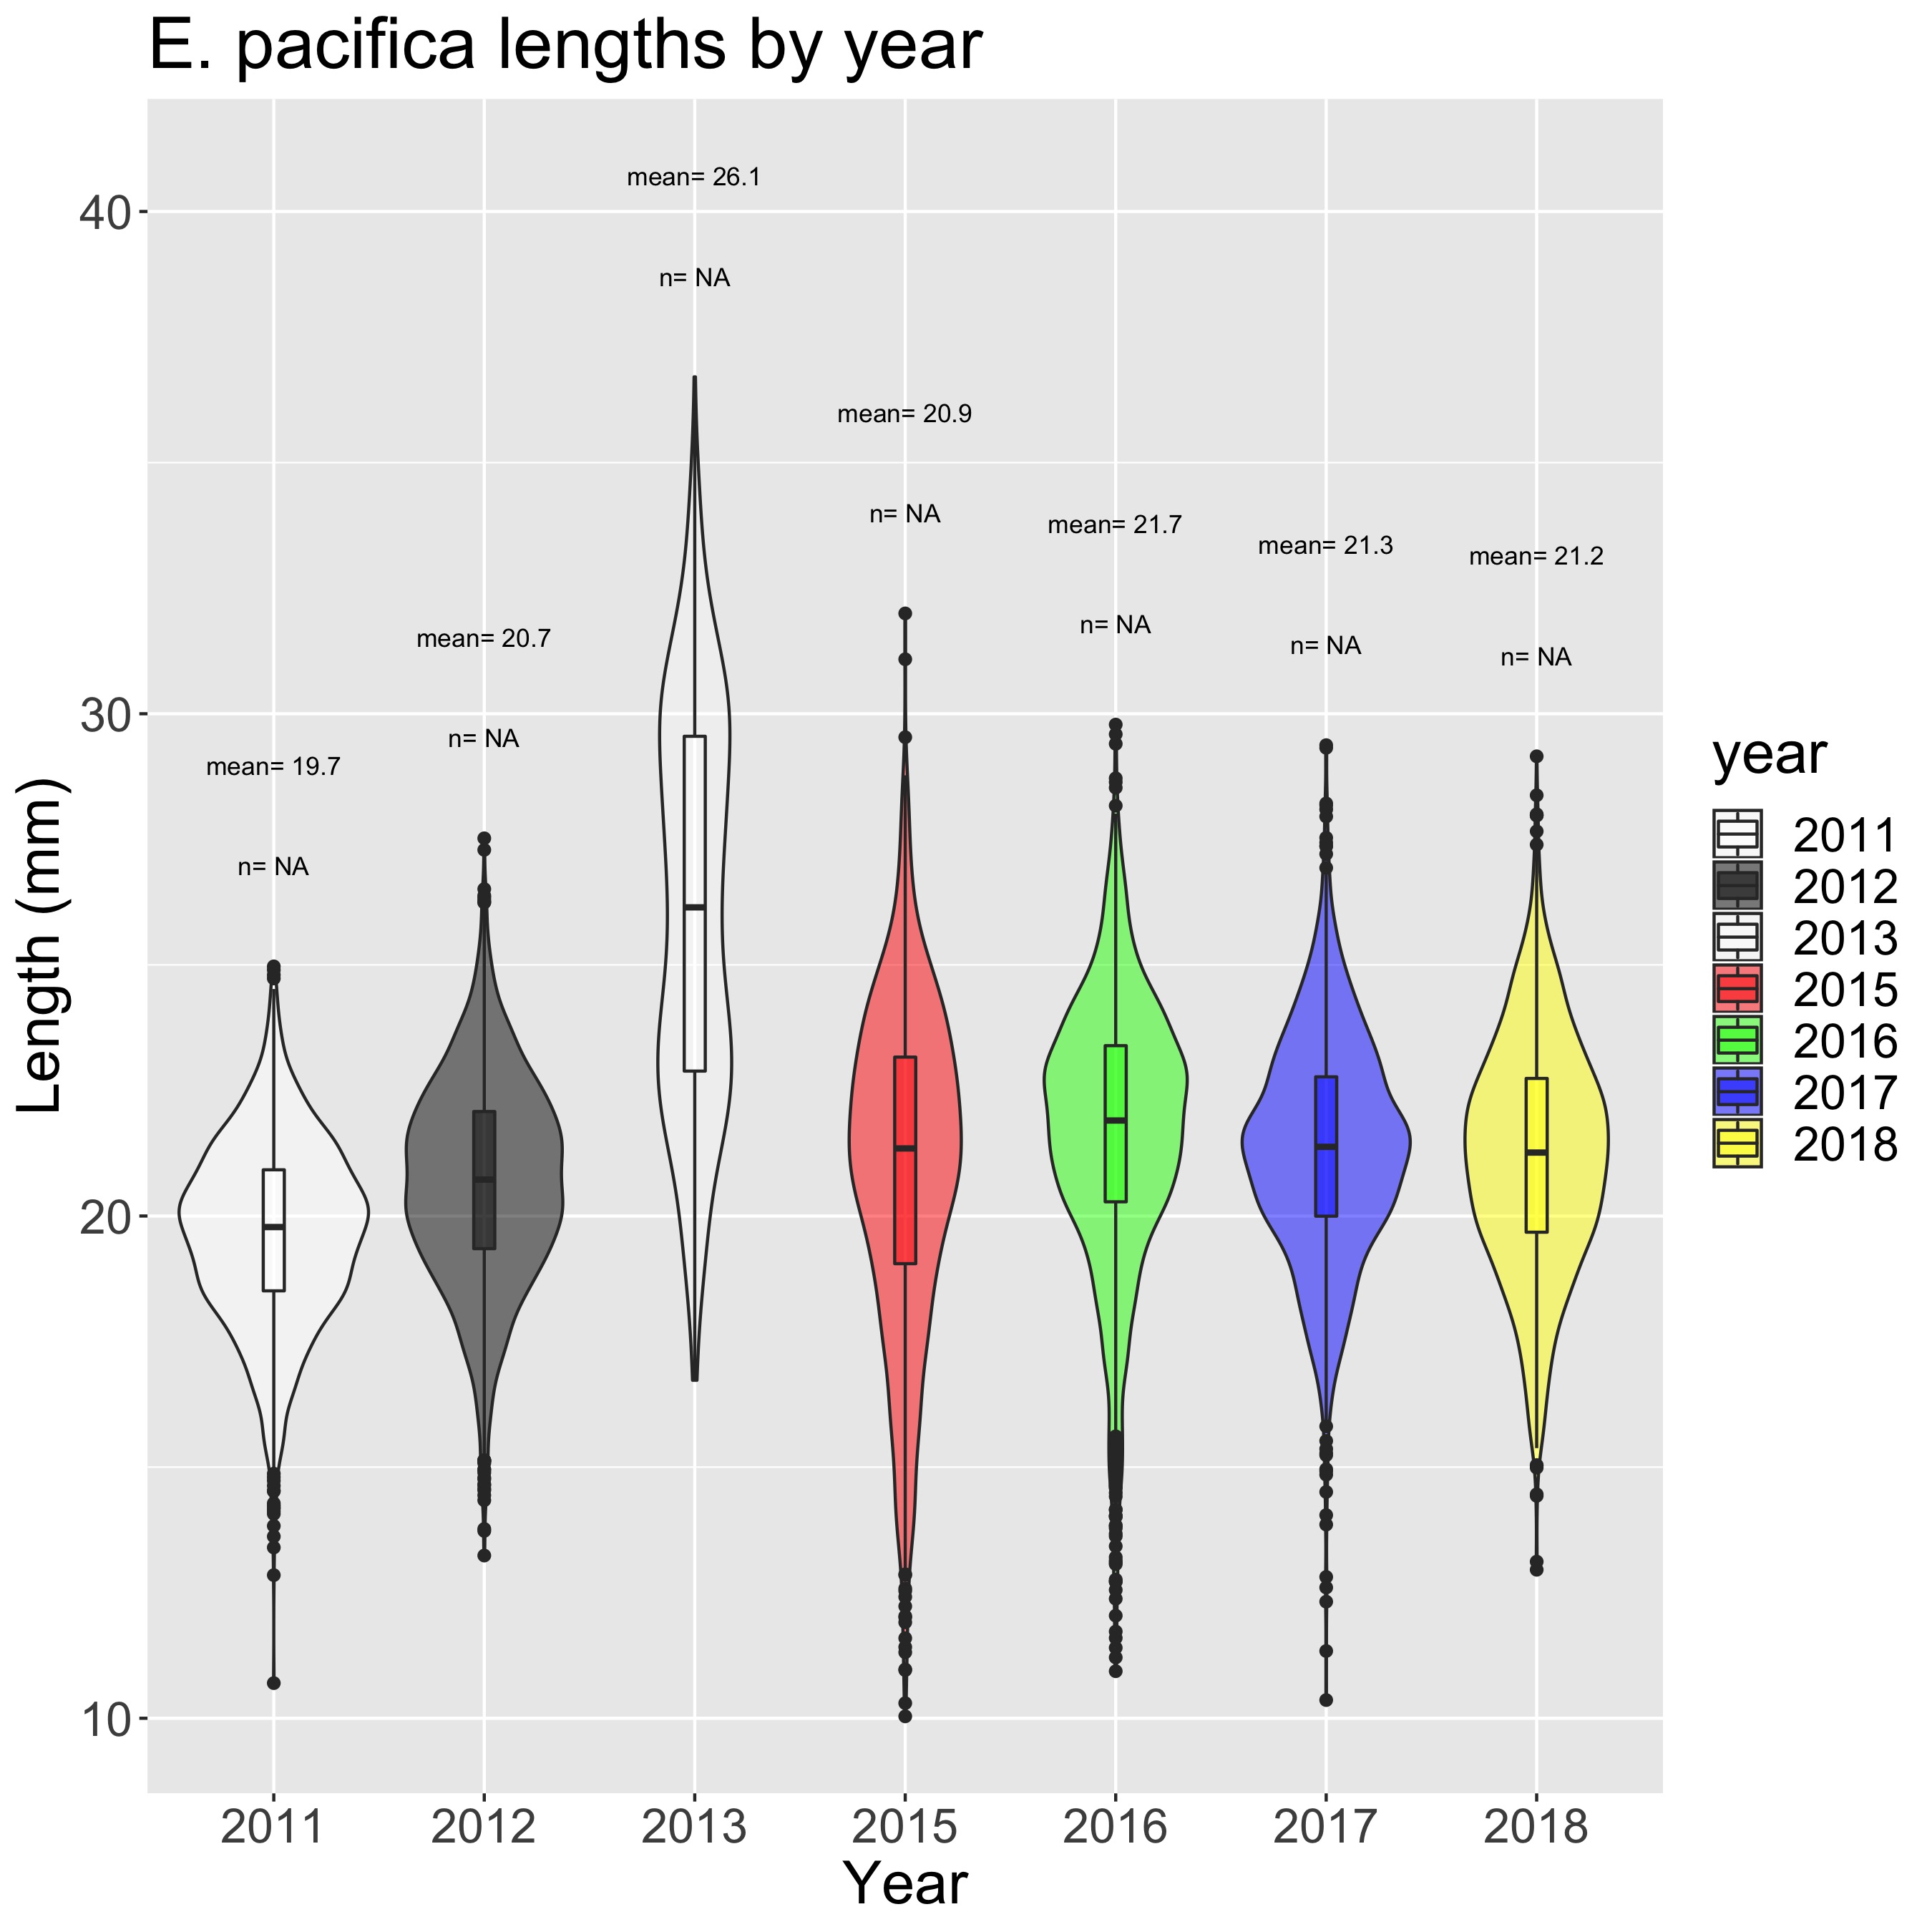 E. pacifica lengths by year
Length (mm)
40
30
20
10
mean= 19.7
n= NA
mean= 20.7
n= NA
mean= 26.1
n= NA
mean= 20.9
n= NA
mean= 21.7
n= NA
mean= 21.3
n= NA
mean= 21.2
n= NA
2011 2012 2013 2015 2016 2017 2018
Year
year
2011
2012
2013
2015
2016
2017
2018